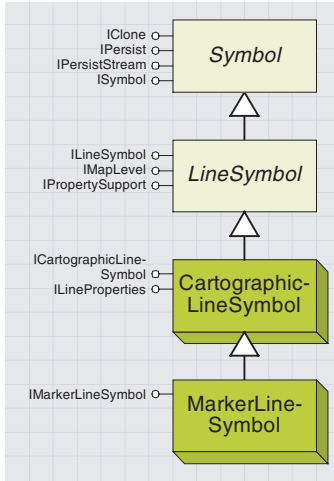 IClone
IPersist
IPersistStream
ISymbol
Symbol
ILineSymbol
IMapLevel
IPropertySupport
LineSymbol
ICartographicLine-
Symbol
ILineProperties
Cartographic-
LineSymbol
IMarkerLineSymbol
MarkerLine-
Symbol